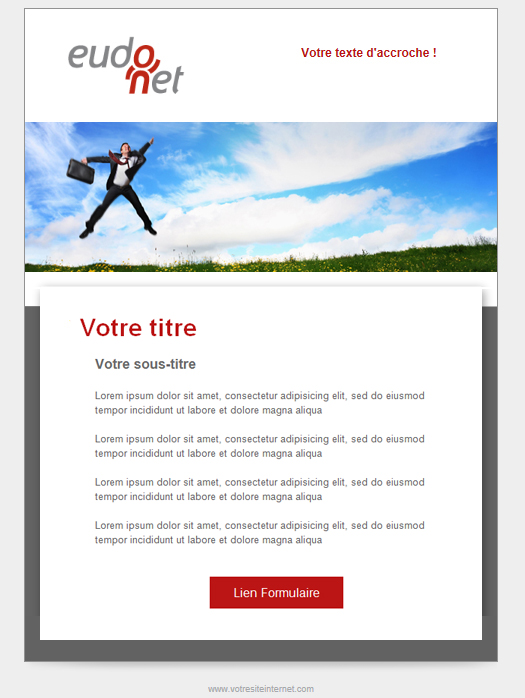 eudonet
Votre texte d'accroche !
Votre titre
Votre sous-titre
Lorem ipsum dolor sit amet, consectetur adipisicing elit, sed do eiusmod
tempor incididunt ut labore et dolore magna aliqua
Lorem ipsum dolor sit amet, consectetur adipisicing elit, sed do eiusmod
tempor incididunt ut labore et dolore magna aliqua
Lorem ipsum dolor sit amet, consectetur adipisicing elit, sed do eiusmod
tempor incididunt ut labore et dolore magna aliqua
Lorem ipsum dolor sit amet, consectetur adipisicing elit, sed do eiusmod
tempor incididunt ut labore et dolore magna aliqua
Lien Formulaire
www.votresiteinternet.com